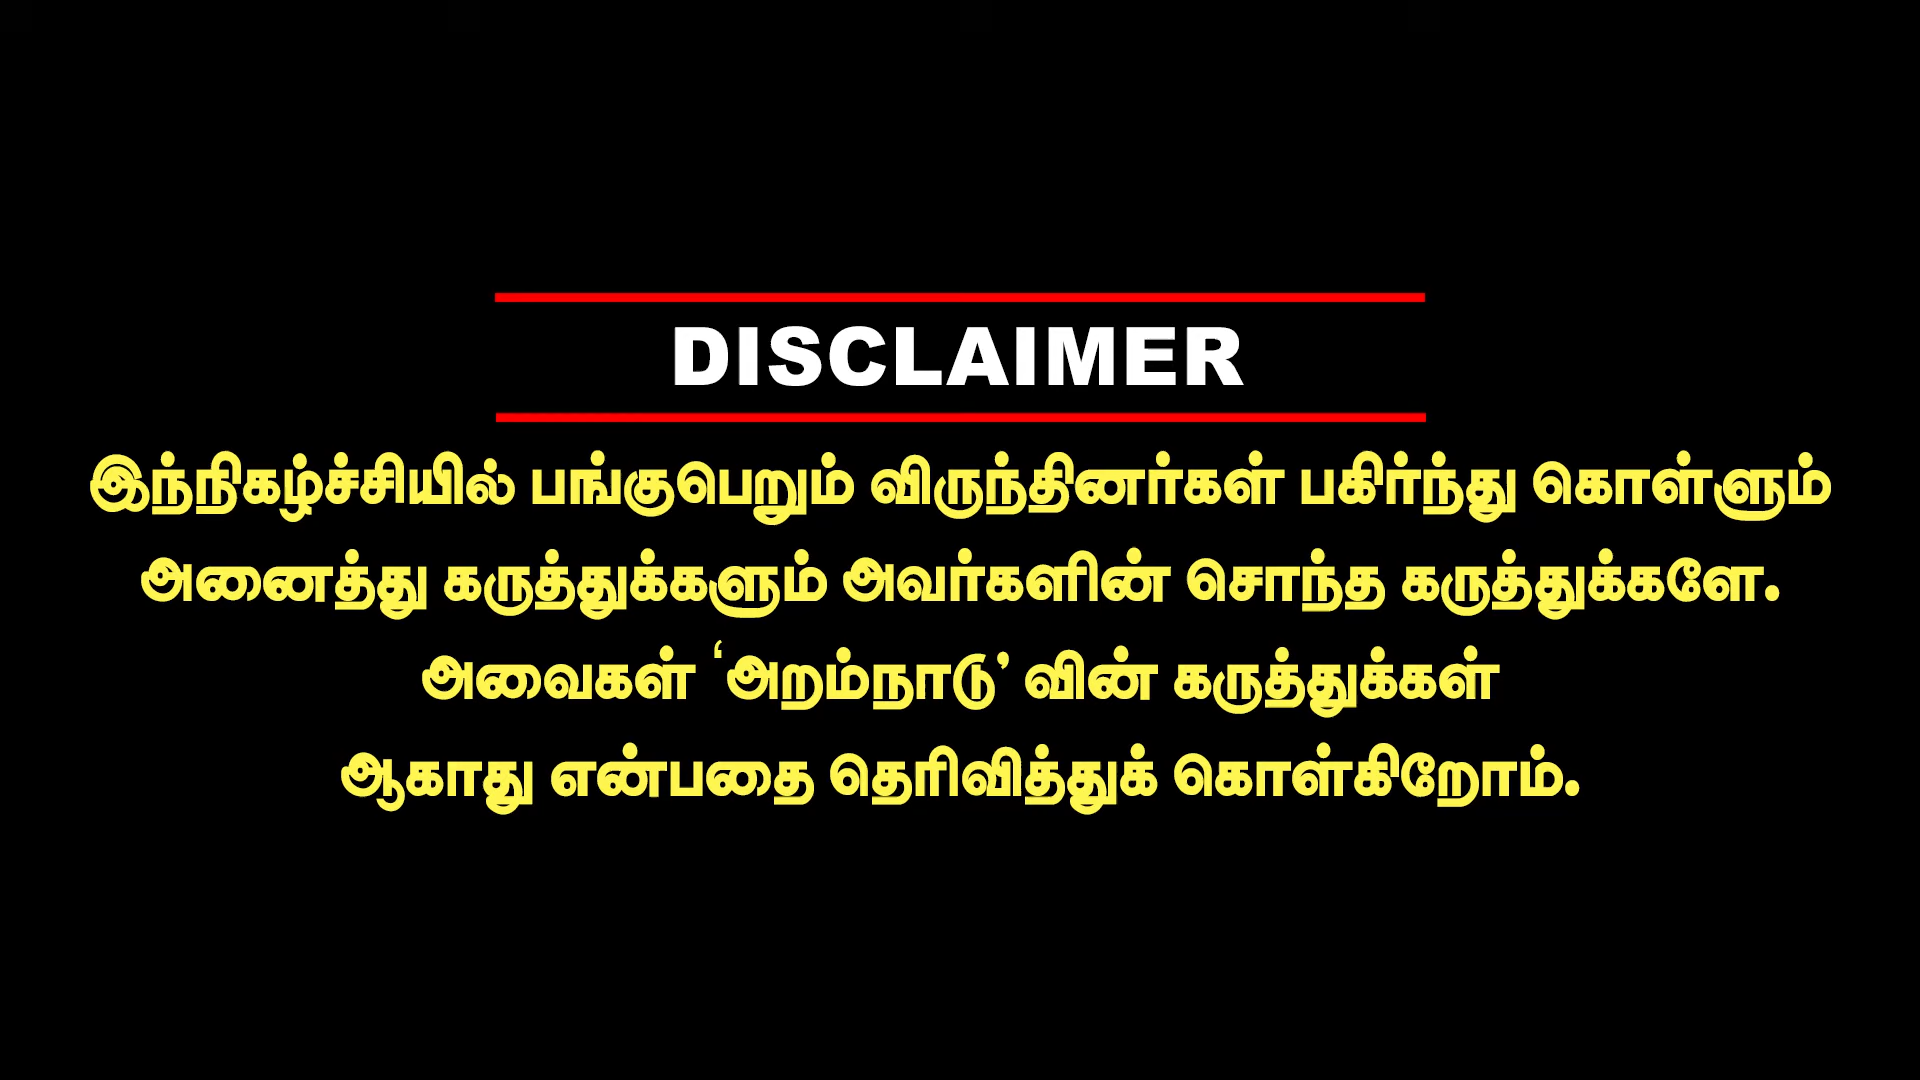 DISCLAIMER
இந்நிகழ்ச்சியில் பங்குபெறும் விருந்தினர்கள் பகிர்ந்து கொள்ளும்
அனைத்து கருத்துக்களும் அவர்களின் சொந்த கருத்துக்களே.
அவைகள் ‘அறம்நாடு’ வின் கருத்துக்கள்
ஆகாது என்பதை தெரிவித்துக் கொள்கிறோம்.